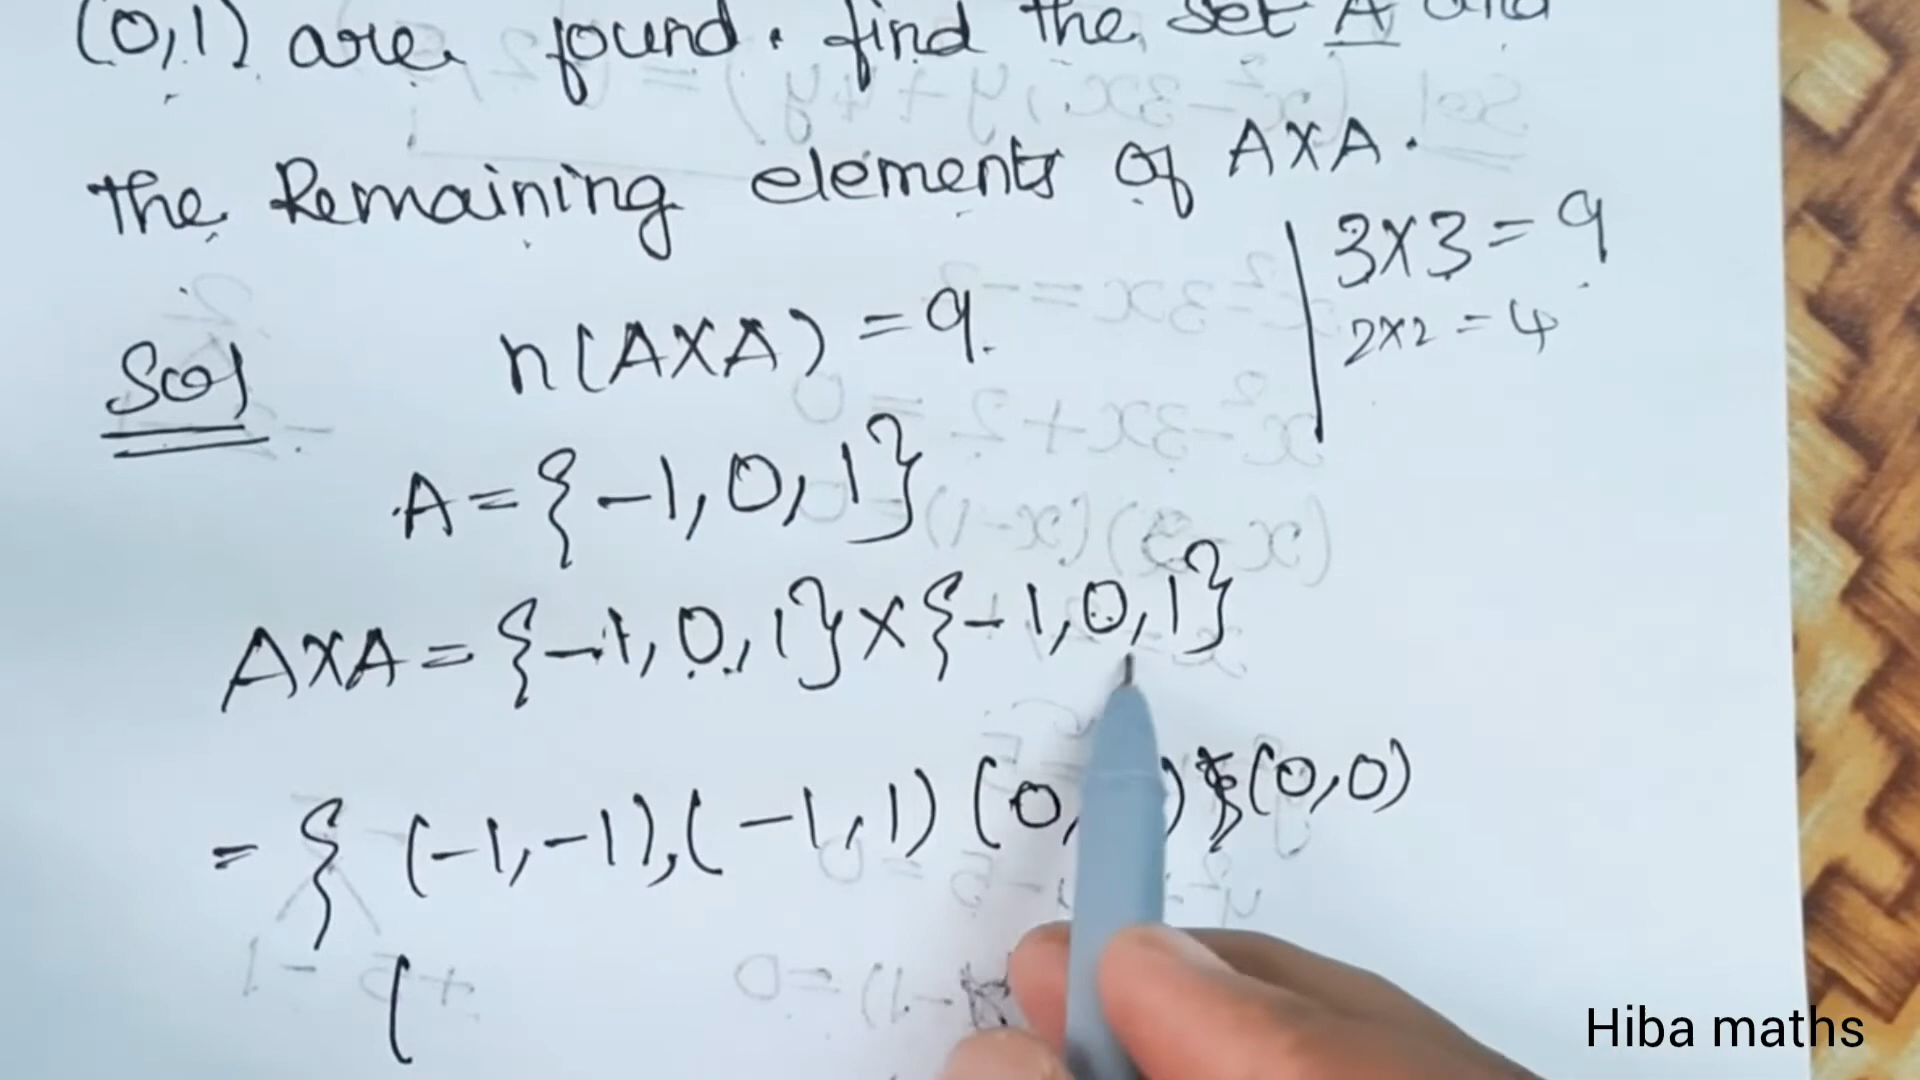 (0,1) are found. find the set A and
the Remaining elements of A×A.
3×3=9
2×2=4
Sol n(A×A)=9.
A={-1,0,1}
A×A={-1,0,1}×{-1,0,1}
={(-1,-1),(-1,1)(0, )(0,0)
(
Hiba maths